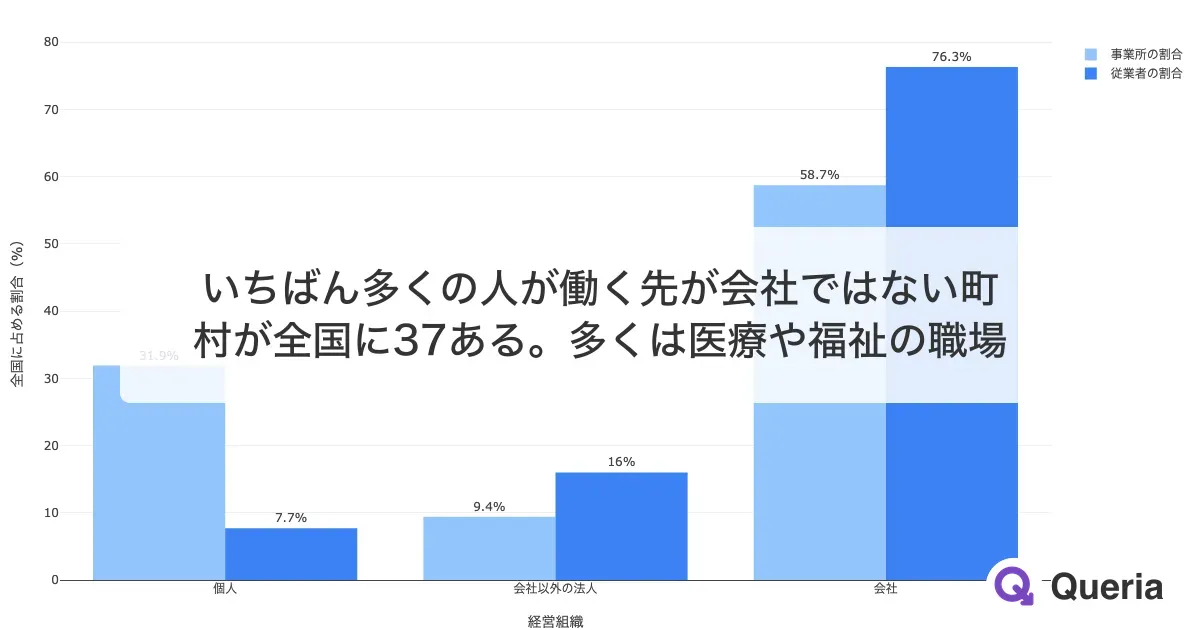 80
70
60
50
40
30
20
10
0
全国に占める割合 (%)
31.9%
7.7%
9.4%
16%
58.7%
76.3%
個人
会社以外の法人
会社
経営組織
事業所の割合
従業者の割合
いちばん多くの人が働く先が会社ではない町
村が全国に37ある。多くは医療や福祉の職場
Queria